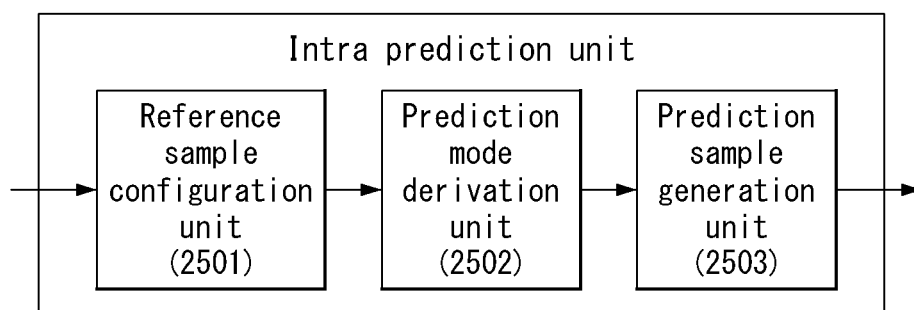 Intra prediction unit
Reference
sample
configuration
unit
(2501)
Prediction
mode
derivation
unit
(2502)
Prediction
sample
generation
unit
(2503)